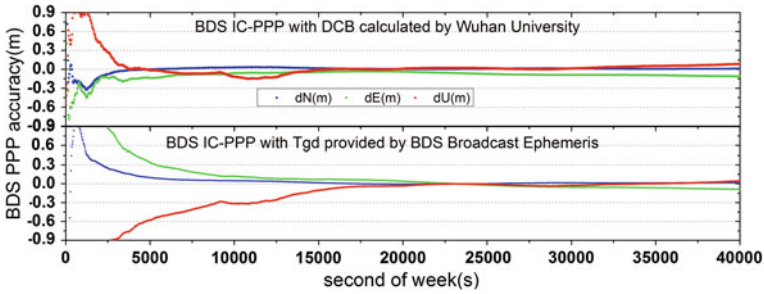 BDS PPP accuracy(m)
0.9
BDS IC-PPP with DCB calculated by Wuhan University
0.6
0.3
0.0
-0.3
dN(m) dE(m) dU(m)
-0.6
0.9
BDS IC-PPP with Tgd provided by BDS Broadcast Ephemeris
0.6
0.3
0.0
-0.3
-0.6
-0.9
0 5000 10000 15000 20000 25000 30000 35000 40000
second of week(s)